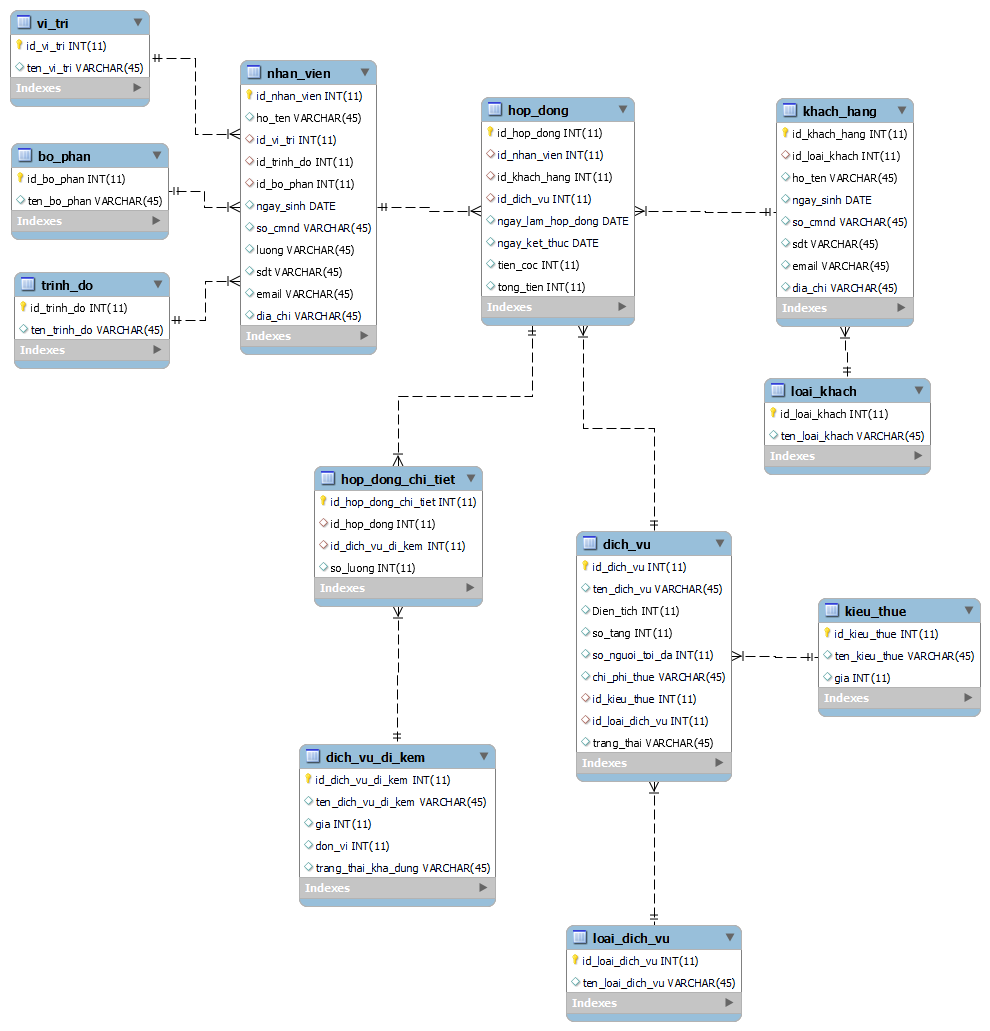 vi_tri
id_vi_tri INT(11)
ten_vi_tri VARCHAR(45)
Indexes
bo_phan
id_bo_phan INT(11)
ten_bo_phan VARCHAR(45)
Indexes
trinh_do
id_trinh_do INT(11)
ten_trinh_do VARCHAR(45)
Indexes
nhan_vien
id_nhan_vien INT(11)
ho_ten VARCHAR(45)
id_vi_tri INT(11)
id_trinh_do INT(11)
id_bo_phan INT(11)
ngay_sinh DATE
so_cmnd VARCHAR(45)
luong VARCHAR(45)
sdt VARCHAR(45)
email VARCHAR(45)
dia_chi VARCHAR(45)
Indexes
hop_dong
id_hop_dong INT(11)
id_nhan_vien INT(11)
id_khach_hang INT(11)
id_dich_vu INT(11)
ngay_lam_hop_dong DATE
ngay_ket_thuc DATE
tien_coc INT(11)
tong_tien INT(11)
Indexes
khach_hang
id_khach_hang INT(11)
id_loai_khach INT(11)
ho_ten VARCHAR(45)
ngay_sinh DATE
so_cmnd VARCHAR(45)
sdt VARCHAR(45)
email VARCHAR(45)
dia_chi VARCHAR(45)
Indexes
loai_khach
id_loai_khach INT(11)
ten_loai_khach VARCHAR(45)
Indexes
hop_dong_chi_tiet
id_hop_dong_chi_tiet INT(11)
id_hop_dong INT(11)
id_dich_vu_di_kem INT(11)
so_luong INT(11)
Indexes
dich_vu
id_dich_vu INT(11)
ten_dich_vu VARCHAR(45)
Dien_tich INT(11)
so_tang INT(11)
so_nguoi_toi_da INT(11)
chi_phi_thue VARCHAR(45)
id_kieu_thue INT(11)
id_loai_dich_vu INT(11)
trang_thai VARCHAR(45)
Indexes
kieu_thue
id_kieu_thue INT(11)
ten_kieu_thue VARCHAR(45)
gia INT(11)
Indexes
dich_vu_di_kem
id_dich_vu_di_kem INT(11)
ten_dich_vu_di_kem VARCHAR(45)
gia INT(11)
don_vi INT(11)
trang_thai_kha_dung VARCHAR(45)
Indexes
loai_dich_vu
id_loai_dich_vu INT(11)
ten_loai_dich_vu VARCHAR(45)
Indexes